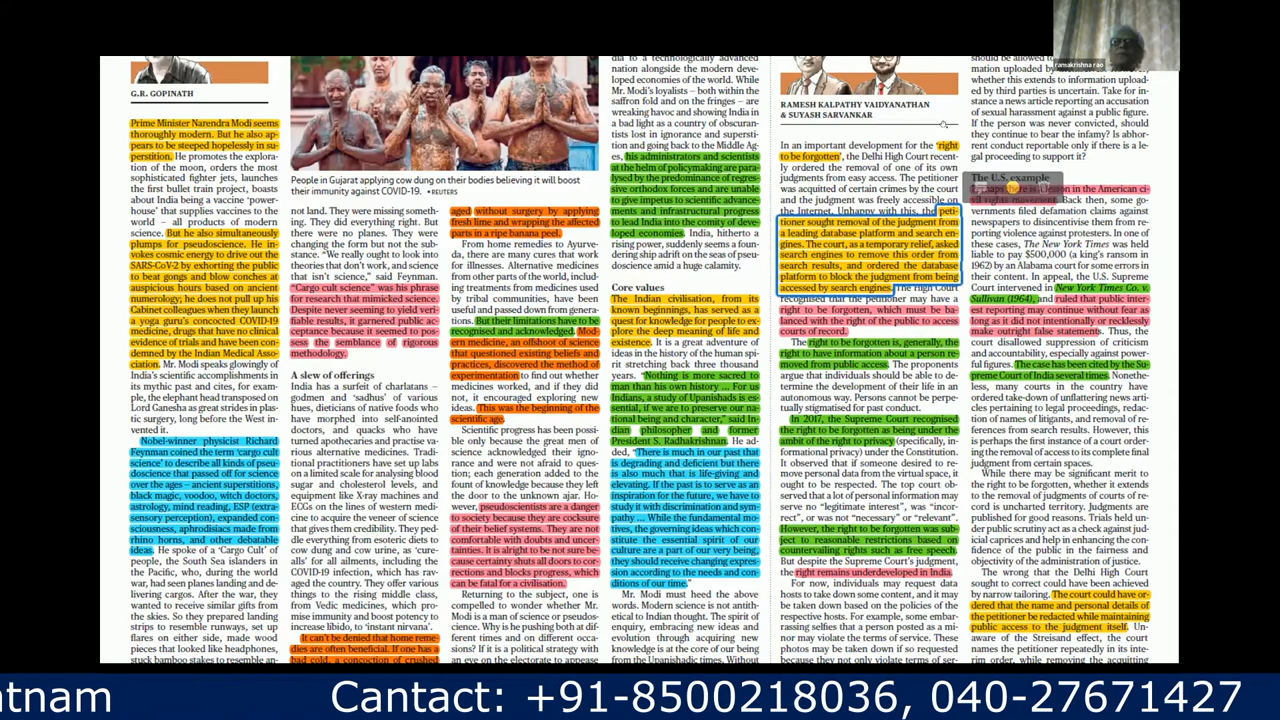 ramakrishna rao
G.R. GOPINATH
Prime Minister Narendra Modi seems
thoroughly modern. But he also ap-
pears to be steeped hopelessly in su-
perstition. He promotes the explora-
tion of the moon, orders the most
sophisticated fighter jets, launches
the first bullet train project, boasts
about India being a vaccine 'power-
house' that supplies vaccines to the
world – all products of modern
science. But he also simultaneously
plumps for pseudoscience. He in-
vokes cosmic energy to drive out the
SARS-CoV-2 by exhorting the public
to beat gongs and blow conches at
auspicious hours based on ancient
numerology; he does not pull up his
Cabinet colleagues when they launch
a yoga guru's concocted COVID-19
medicine, drugs that have no clinical
evidence of trials and have been con-
demned by the Indian Medical Asso-
ciation. Mr. Modi speaks glowingly of
India's scientific accomplishments in
its mythic past and cites, for exam-
ple, the elephant head transposed on
Lord Ganesha as great strides in plas-
tic surgery, long before the West in-
vented it.
Nobel-winner physicist Richard
Feynman coined the term 'cargo cult
science' to describe all kinds of pseu-
doscience that passed off for science
over the ages – ancient superstitions,
black magic, voodoo, witch doctors,
astrology, mind reading, ESP (extra-
sensory perception), expanded con-
sciousness, aphrodisiacs made from
rhino horns, and other debatable
ideas. He spoke of a 'Cargo Cult' of
people, the South Sea islanders in
the Pacific, who, during the world
war, had seen planes landing and de-
livering cargos. After the war, they
wanted to receive similar gifts from
the skies. So they prepared landing
strips to resemble runways, set up
flares on either side, made wood
pieces that looked like headphones,
stuck bamboo stakes to resemble an-
People in Gujarat applying cow dung on their bodies believing it will boost
their immunity against COVID-19. • REUTERS
not land. They were missing some-
thing. They did everything right. But
there were no planes. They were
changing the form but not the sub-
stance. "We really ought to look into
theories that don't work, and science
that isn't science," said Feynman.
"Cargo cult science" was his phrase
for research that mimicked science.
Despite never seeming to yield veri-
fiable results, it garnered public ac-
ceptance because it seemed to pos-
sess the semblance of rigorous
methodology.
A slew of offerings
India has a surfeit of charlatans –
godmen and 'sadhus' of various
hues, dieticians of native foods who
have morphed into self-anointed
doctors, and quacks who have
turned apothecaries and practise va-
rious alternative medicines. Tradi-
tional practitioners have set up labs
on a limited scale for analysing blood
sugar and cholesterol levels, and
equipment like X-ray machines and
ECGs on the lines of western medi-
cine to acquire the veneer of science
that gives them currency. They ped-
dle everything from esoteric diets to
cow dung and cow urine, as 'cure-
alls' for all ailments, including the
COVID-19 infection, which has ra-
vaged the country. They offer various
things to the rising middle class,
from Vedic medicines, which pro-
mise immunity and boost potency to
increase libido, to 'instant nirvana'.
It can't be denied that home reme-
dies are often beneficial. If one has a
bad cold, a concoction of crushed
aged without surgery by applying
fresh lime and wrapping the affected
parts in a ripe banana peel.
From home remedies to Ayurve-
da, there are many cures that work
for illnesses. Alternative medicines
from other parts of the world, includ-
ing treatments from medicines used
by tribal communities, have been
useful and passed down from genera-
tions. But their limitations have to be
recognised and acknowledged. Mod-
ern medicine, an offshoot of science
that questioned existing beliefs and
practices, discovered the method of
experimentation to find out whether
medicines worked, and if they did
not, it encouraged exploring new
ideas. This was the beginning of the
scientific age.
Scientific progress has been possi-
ble only because the great men of
science acknowledged their igno-
rance and were not afraid to ques-
tion; each generation added to the
fount of knowledge because they left
the door to the unknown ajar. Ho-
wever, pseudoscientists are a danger
to society because they are cocksure
of their belief systems. They are not
comfortable with doubts and uncer-
tainties. It is alright to be not sure be-
cause certainty shuts all doors to cor-
rections and blocks progress, which
can be fatal for a civilisation.
Returning to the subject, one is
compelled to wonder whether Mr.
Modi is a man of science or pseudos-
cience. Why is he pushing both at dif-
ferent times and on different occa-
sions? If it is a political strategy with
an eye on the electorate to appease
dia to a technologically advanced
nation alongside the modern deve-
loped economies of the world. While
Mr. Modi's loyalists – both within the
saffron fold and on the fringes – are
wreaking havoc and showing India in
a bad light as a country of obscuran-
tists lost in ignorance and supersti-
tion and going back to the Middle Ag-
es, his administrators and scientists
at the helm of policymaking are para-
lysed by the predominance of regres-
sive orthodox forces and are unable
to give impetus to scientific advance-
ments and infrastructural progress
to lead India into the comity of deve-
loped economies. India, hitherto a
rising power, suddenly seems a foun-
dering ship adrift on the seas of pseu-
doscience amid a huge calamity.
Core values
The Indian civilisation, from its
known beginnings, has served as a
quest for knowledge for people to ex-
plore the deep meaning of life and
existence. It is a great adventure of
ideas in the history of the human spi-
rit stretching back three thousand
years. "Nothing is more sacred to
man than his own history ... For us
Indians, a study of Upanishads is es-
sential, if we are to preserve our na-
tional being and character," said In-
dian philosopher and former
President S. Radhakrishnan. He ad-
ded, "There is much in our past that
is degrading and deficient but there
is also much that is life-giving and
elevating. If the past is to serve as an
inspiration for the future, we have to
study it with discrimination and sym-
pathy ... While the fundamental mo-
tives, the governing ideas which con-
stitute the essential spirit of our
culture are a part of our very being,
they should receive changing expres-
sion according to the needs and con-
ditions of our time."
Mr. Modi must heed the above
words. Modern science is not antith-
etical to Indian thought. The spirit of
enquiry, embracing new ideas and
evolution through acquiring new
knowledge is at the core of our being
from the Upanishadic times. Without
RAMESH KALPATHY VAIDYANATHAN
& SUYASH SARVANKAR
In an important development for the 'right
to be forgotten', the Delhi High Court recent-
ly ordered the removal of one of its own
judgments from easy access. The petitioner
was acquitted of certain crimes by the court
and the judgment was freely accessible on
the Internet. Unhappy with this, the peti-
tioner sought removal of the judgment from
a leading database platform and search en-
gines. The court, as a temporary relief, asked
search engines to remove this order from
search results, and ordered the database
platform to block the judgment from being
accessed by search engines. The High Court
recognised that the petitioner may have a
right to be forgotten, which must be ba-
lanced with the right of the public to access
courts of record.
The right to be forgotten is, generally, the
right to have information about a person re-
moved from public access. The proponents
argue that individuals should be able to de-
termine the development of their life in an
autonomous way. Persons cannot be perpe-
tually stigmatised for past conduct.
In 2017, the Supreme Court recognised
the right to be forgotten as being under the
ambit of the right to privacy (specifically, in-
formational privacy) under the Constitution.
It observed that if someone desired to re-
move personal data from the virtual space, it
ought to be respected. The top court ob-
served that a lot of personal information may
serve no "legitimate interest", was "incor-
rect", or was not "necessary" or "relevant".
However, the right to be forgotten was sub-
ject to reasonable restrictions based on
countervailing rights such as free speech.
But despite the Supreme Court's judgment,
the right remains underdeveloped in India.
For now, individuals may request data
hosts to take down some content, and it may
be taken down based on the policies of the
respective hosts. For example, some embar-
rassing selfies that a person posted as a mi-
nor may violate the terms of service. These
photos may be taken down if so requested
because they not only violate terms of ser-
should be allowed to
mation uploaded by
whether this extends to information upload-
ed by third parties is uncertain. Take for in-
stance a news article reporting an accusation
of sexual harassment against a public figure.
If the person was never convicted, should
they continue to bear the infamy? Is abhor-
rent conduct reportable only if there is a le-
gal proceeding to support it?
The U.S. example
Perhaps there is a lesson in the American ci-
vil rights movement. Back then, some go-
vernments filed defamation claims against
newspapers to disincentivise them from re-
porting violence against protesters. In one of
these cases, The New York Times was held
liable to pay $500,000 (a king's ransom in
1962) by an Alabama court for some errors in
their content. In appeal, the U.S. Supreme
Court intervened in New York Times Co. v.
Sullivan (1964), and ruled that public inter-
est reporting may continue without fear as
long as it did not intentionally or recklessly
make outright false statements. Thus, the
court disallowed suppression of criticism
and accountability, especially against power-
ful figures. The case has been cited by the Su-
preme Court of India several times. Nonethe-
less, many courts in the country have
ordered take-down of unflattering news arti-
cles pertaining to legal proceedings, redac-
tion of names of litigants, and removal of re-
ferences from search results. However, this
is perhaps the first instance of a court order-
ing the removal of access to its complete final
judgment from certain spaces.
While there may be significant merit to
the right to be forgotten, whether it extends
to the removal of judgments of courts of re-
cord is uncharted territory. Judgments are
published for good reasons. Trials held un-
der public scrutiny act as a check against ju-
dicial caprices and help in enhancing the con-
fidence of the public in the fairness and
objectivity of the administration of justice.
The wrong that the Delhi High Court
sought to correct could have been achieved
by narrow tailoring. The court could have or-
dered that the name and personal details of
the petitioner be redacted while maintaining
public access to the judgment itself. Un-
aware of the Streisand effect, the court
names the petitioner repeatedly in its inte-
rim order, while removing the acquitting
atnam Cantact: +91-8500218036, 040-27671427